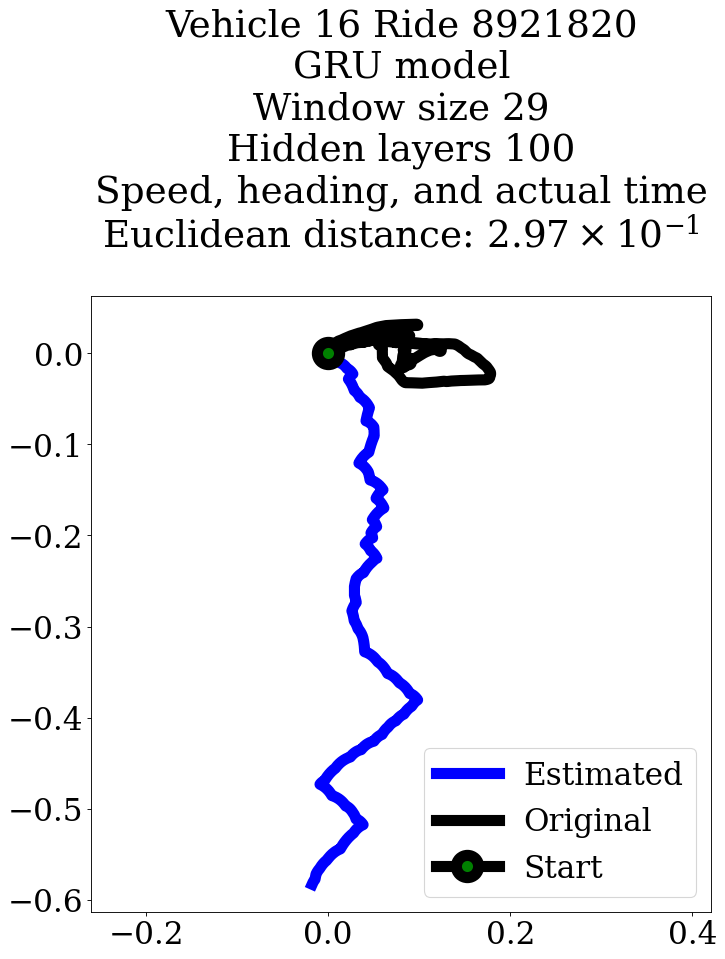 Vehicle 16 Ride 8921820
GRU model
Window size 29
Hidden layers 100
Speed, heading, and actual time
Euclidean distance: 2.97 × 10⁻¹
0.0
−0.1
−0.2
−0.3
−0.4
−0.5
−0.6
Estimated
Original
Start
−0.2 0.0 0.2 0.4